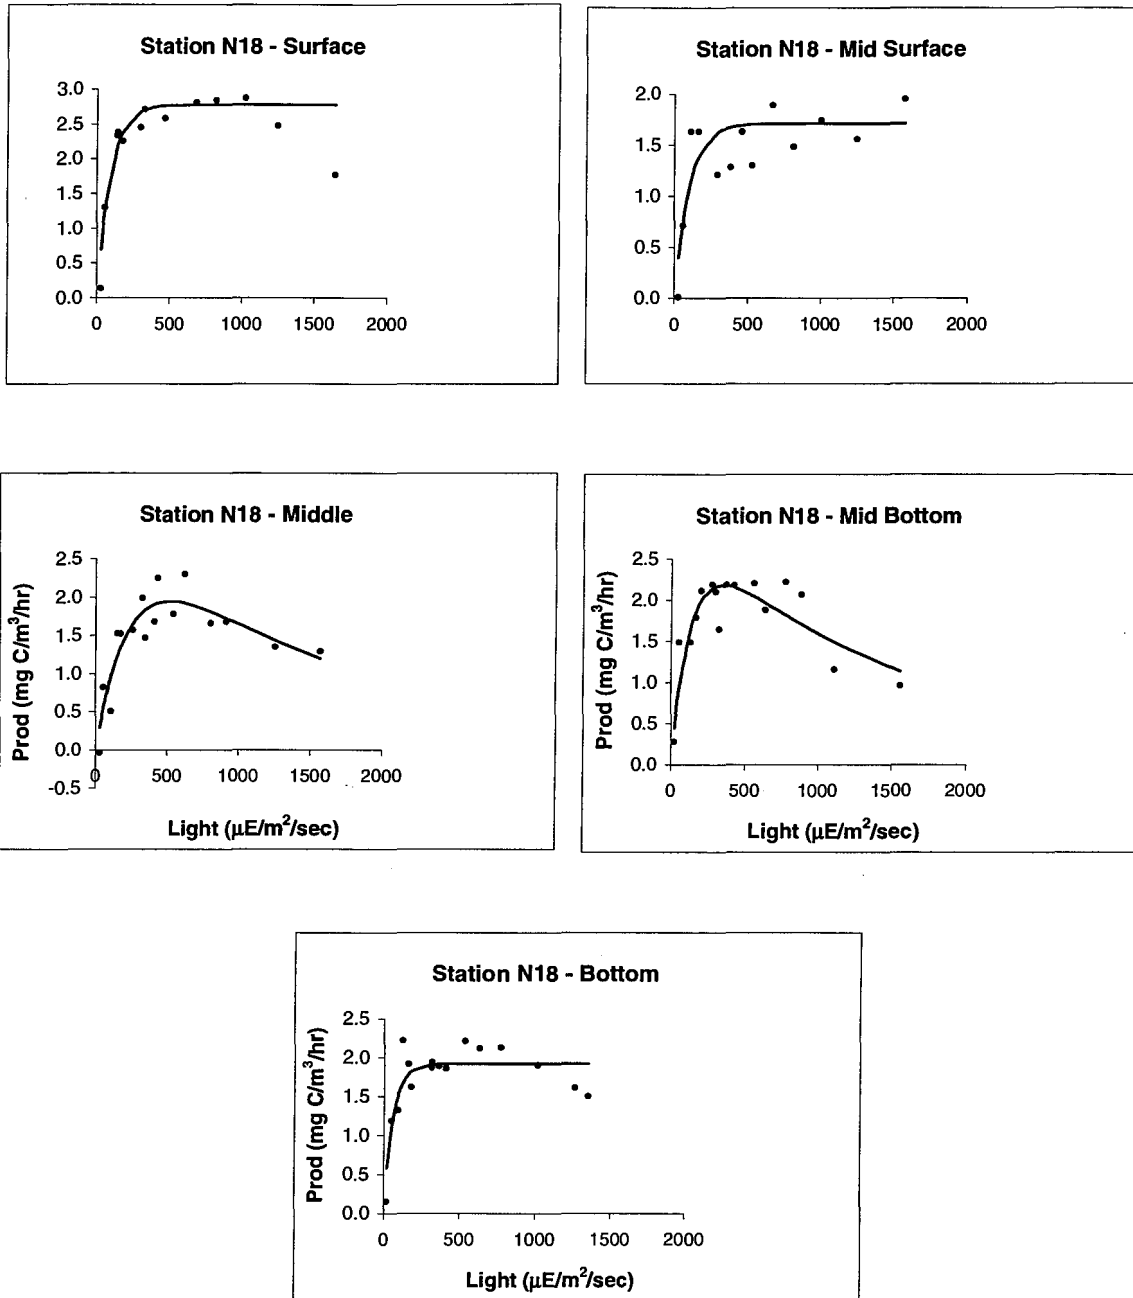 Station N18 - Surface
3.0
2.5
2.0
1.5
1.0
0.5
0.0
0 500 1000 1500 2000
Station N18 - Mid Surface
2.0
1.5
1.0
0.5
0.0
0 500 1000 1500 2000
Station N18 - Middle
Prod (mg C/m³/hr)
2.5
2.0
1.5
1.0
0.5
0.0
-0.5
0 500 1000 1500 2000
Light (µE/m²/sec)
Station N18 - Mid Bottom
Prod (mg C/m³/hr)
2.5
2.0
1.5
1.0
0.5
0.0
0 500 1000 1500 2000
Light (µE/m²/sec)
Station N18 - Bottom
Prod (mg C/m³/hr)
2.5
2.0
1.5
1.0
0.5
0.0
0 500 1000 1500 2000
Light (µE/m²/sec)